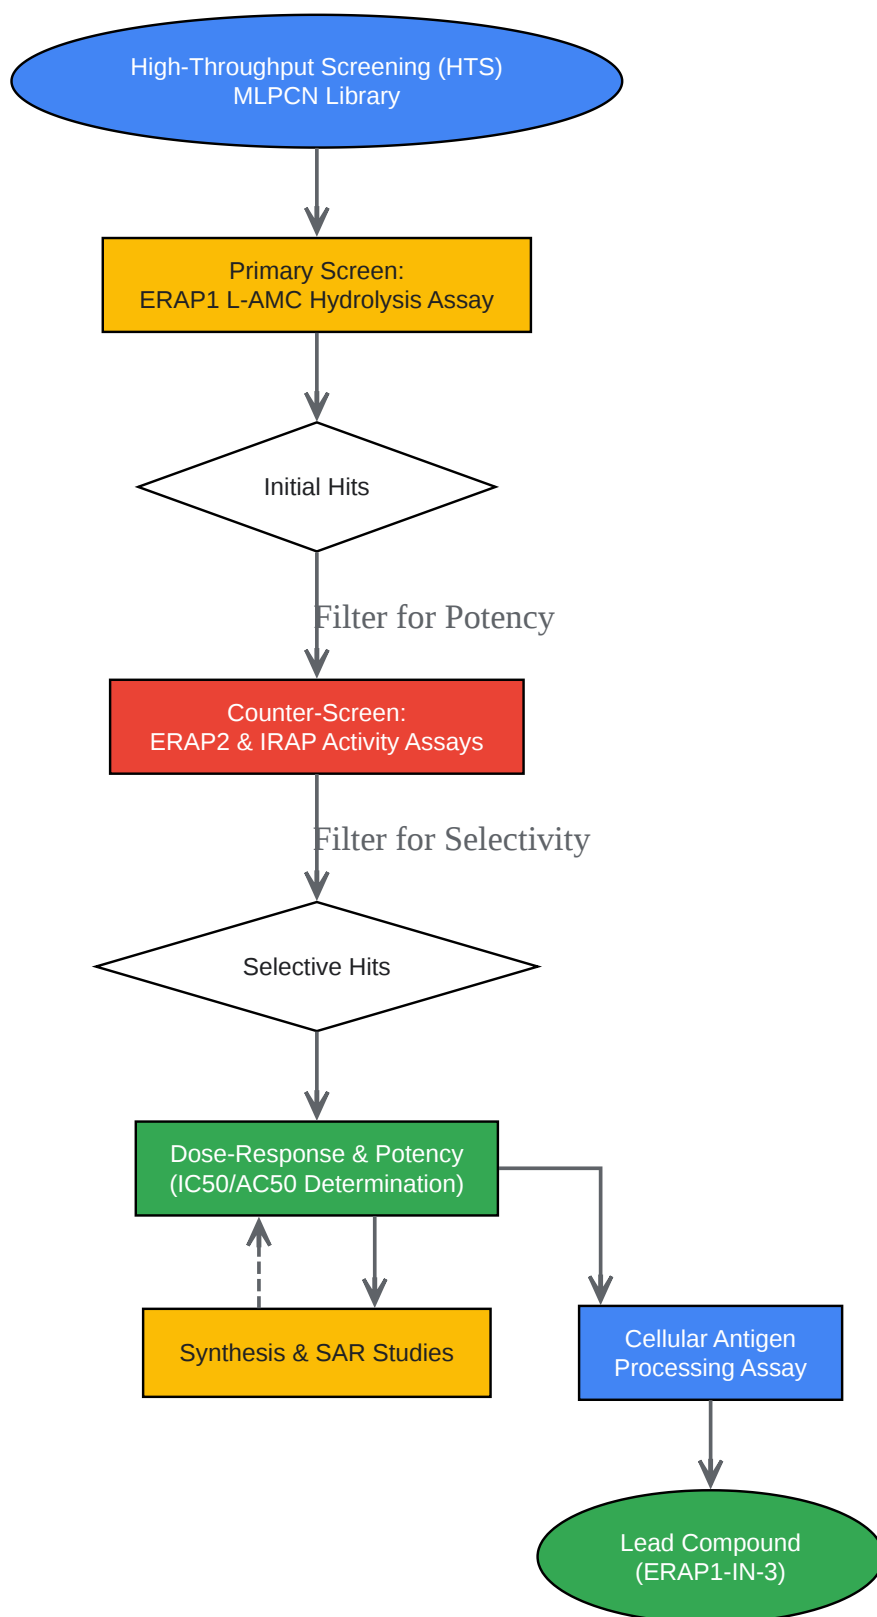 High-Throughput Screening (HTS)
MLPCN Library
Primary Screen:
ERAP1 L-AMC Hydrolysis Assay
Initial Hits
Filter for Potency
Counter-Screen:
ERAP2 & IRAP Activity Assays
Filter for Selectivity
Selective Hits
Dose-Response & Potency
(IC50/AC50 Determination)
Synthesis & SAR Studies
Cellular Antigen
Processing Assay
Lead Compound
(ERAP1-IN-3)